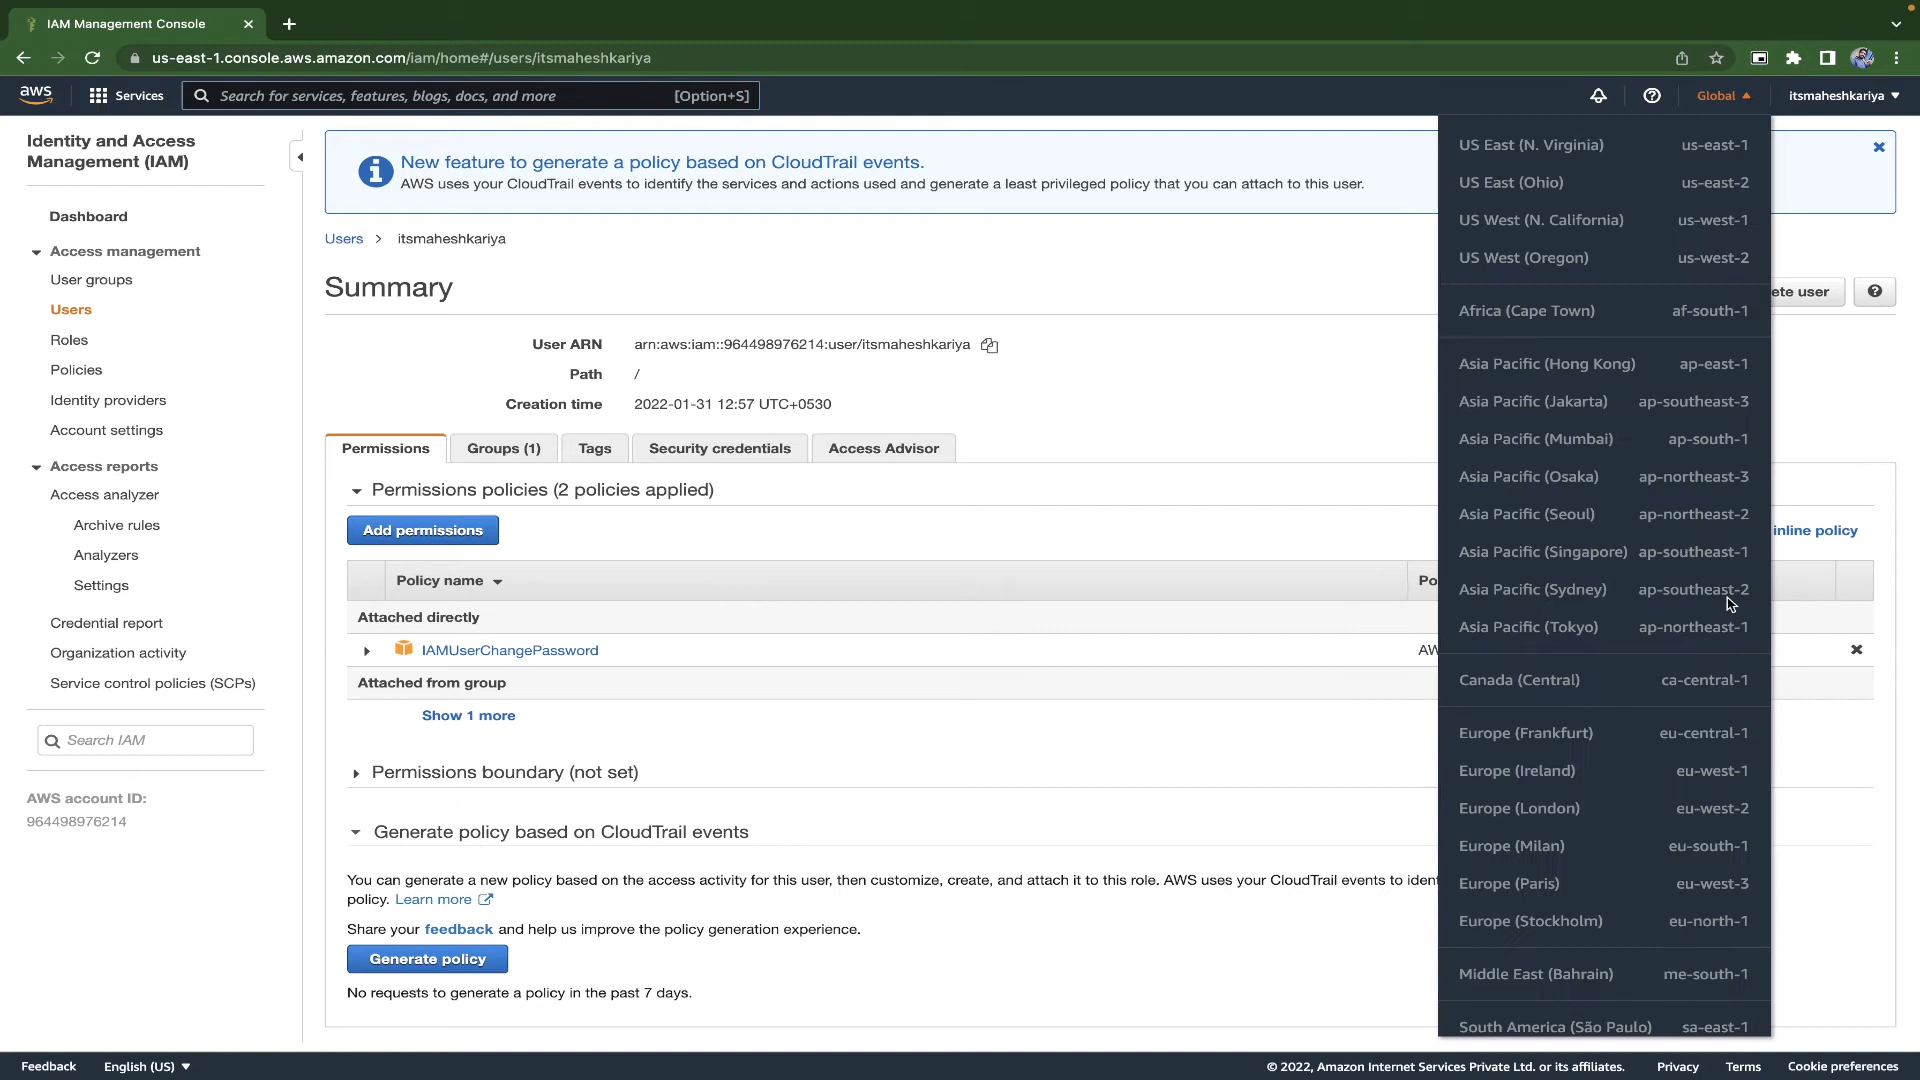 IAM Management Console
us-east-1.console.aws.amazon.com/iam/home#/users/itsmaheshkariya
aws
Services
Search for services, features, blogs, docs, and more
[Option+S]
Global
itsmaheshkariya
Identity and Access
Management (IAM)
Dashboard
Access management
User groups
Users
Roles
Policies
Identity providers
Account settings
Access reports
Access analyzer
Archive rules
Analyzers
Settings
Credential report
Organization activity
Service control policies (SCPs)
Search IAM
AWS account ID:
964498976214
New feature to generate a policy based on CloudTrail events.
AWS uses your CloudTrail events to identify the services and actions used and generate a least privileged policy that you can attach to this user.
Users > itsmaheshkariya
Summary
ete user
User ARN arn:aws:iam::964498976214:user/itsmaheshkariya
Path /
Creation time 2022-01-31 12:57 UTC+0530
Permissions
Groups (1)
Tags
Security credentials
Access Advisor
Permissions policies (2 policies applied)
Add permissions
inline policy
Policy name
Po
Attached directly
IAMUserChangePassword
AW
Attached from group
Show 1 more
Permissions boundary (not set)
Generate policy based on CloudTrail events
You can generate a new policy based on the access activity for this user, then customize, create, and attach it to this role. AWS uses your CloudTrail events to ident
policy. Learn more
Share your feedback and help us improve the policy generation experience.
Generate policy
No requests to generate a policy in the past 7 days.
US East (N. Virginia) us-east-1
US East (Ohio) us-east-2
US West (N. California) us-west-1
US West (Oregon) us-west-2
Africa (Cape Town) af-south-1
Asia Pacific (Hong Kong) ap-east-1
Asia Pacific (Jakarta) ap-southeast-3
Asia Pacific (Mumbai) ap-south-1
Asia Pacific (Osaka) ap-northeast-3
Asia Pacific (Seoul) ap-northeast-2
Asia Pacific (Singapore) ap-southeast-1
Asia Pacific (Sydney) ap-southeast-2
Asia Pacific (Tokyo) ap-northeast-1
Canada (Central) ca-central-1
Europe (Frankfurt) eu-central-1
Europe (Ireland) eu-west-1
Europe (London) eu-west-2
Europe (Milan) eu-south-1
Europe (Paris) eu-west-3
Europe (Stockholm) eu-north-1
Middle East (Bahrain) me-south-1
South America (São Paulo) sa-east-1
Feedback
English (US)
© 2022, Amazon Internet Services Private Ltd. or its affiliates.
Privacy
Terms
Cookie preferences